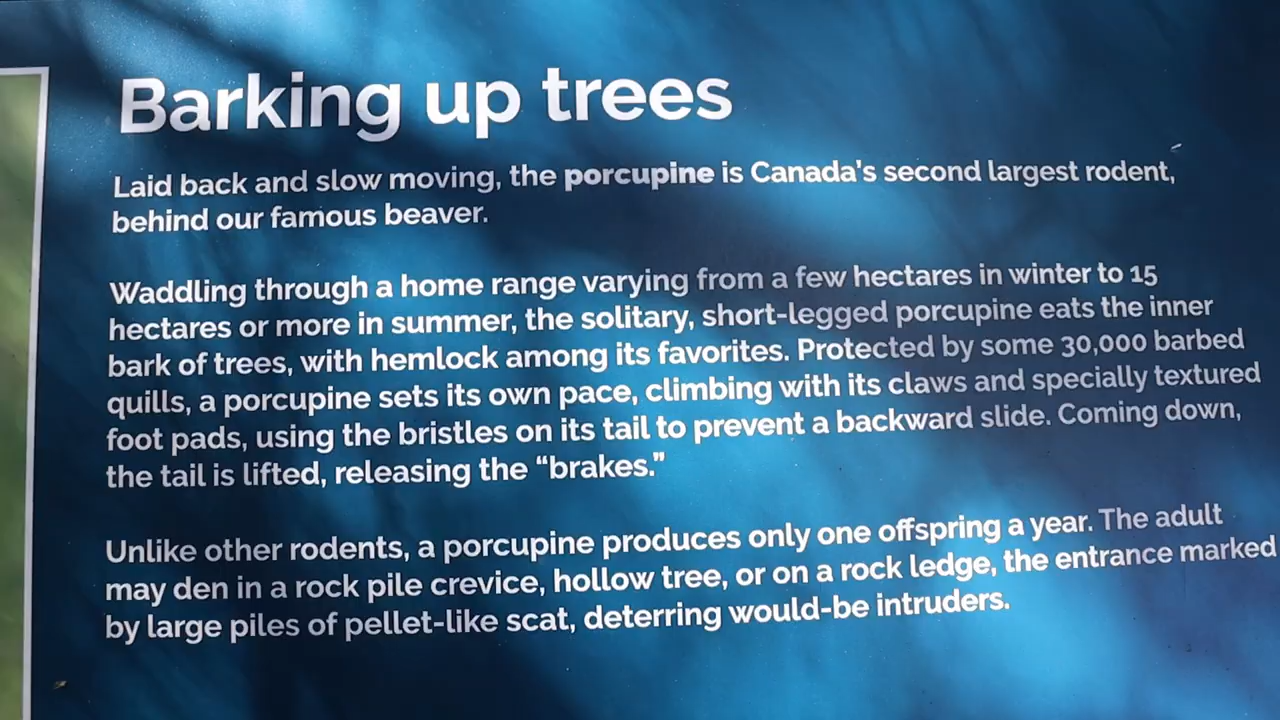 Barking up trees
Laid back and slow moving, the porcupine is Canada's second largest rodent,
behind our famous beaver.
Waddling through a home range varying from a few hectares in winter to 15
hectares or more in summer, the solitary, short-legged porcupine eats the inner
bark of trees, with hemlock among its favorites. Protected by some 30,000 barbed
quills, a porcupine sets its own pace, climbing with its claws and specially textured
foot pads, using the bristles on its tail to prevent a backward slide. Coming down,
the tail is lifted, releasing the “brakes.”
Unlike other rodents, a porcupine produces only one offspring a year. The adult
may den in a rock pile crevice, hollow tree, or on a rock ledge, the entrance marked
by large piles of pellet-like scat, deterring would-be intruders.